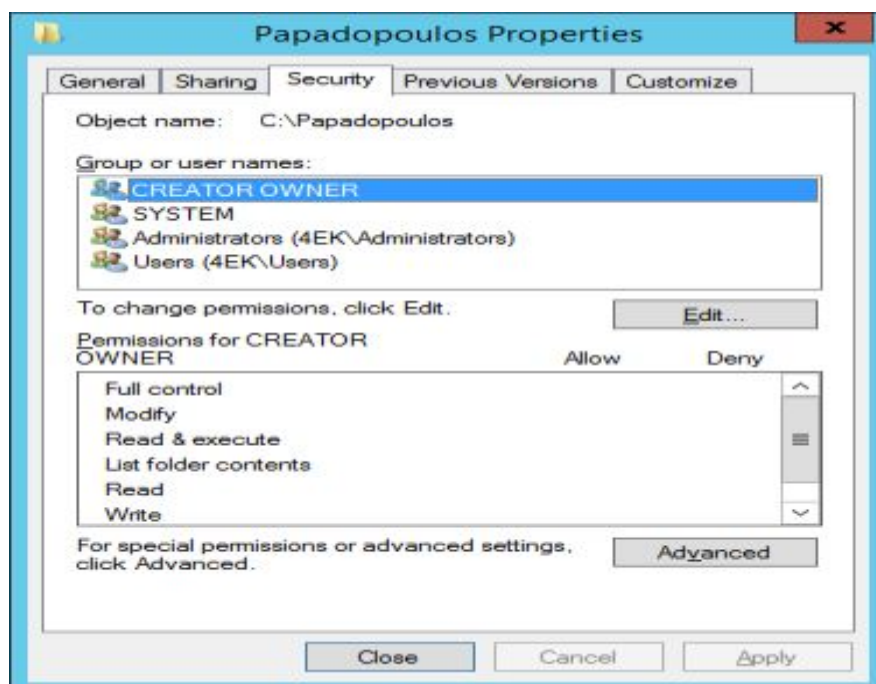 Papadopoulos Properties
General Sharing Security Previous Versions Customize
Object name: C:\Papadopoulos
Group or user names:
CREATOR OWNER
SYSTEM
Administrators (4EK\Administrators)
Users (4EK\Users)
To change permissions, click Edit.
Edit...
Permissions for CREATOR
OWNER Allow Deny
Full control
Modify
Read & execute
List folder contents
Read
Write
For special permissions or advanced settings,
click Advanced.
Advanced
Close Cancel Apply